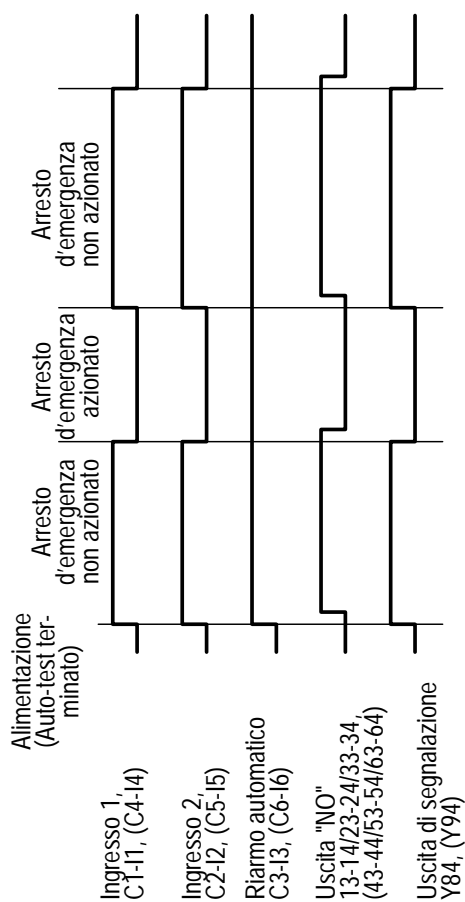 Alimentazione
(Auto-test ter-
minato)
Arresto
d'emergenza
non azionato
Arresto
d'emergenza
azionato
Arresto
d'emergenza
non azionato
Ingresso 1,
C1-I1, (C4-I4)
Ingresso 2,
C2-I2, (C5-I5)
Riarmo automatico
C3-I3, (C6-I6)
Uscita "NO"
13-14/23-24/33-34,
(43-44/53-54/63-64)
Uscita di segnalazione
Y84, (Y94)